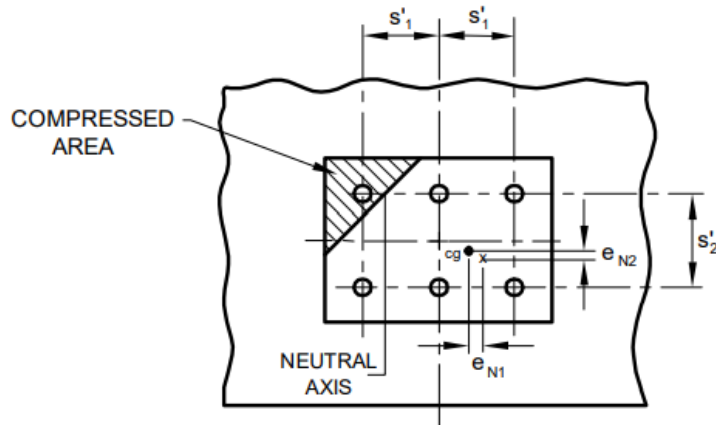 s'1 s'1
COMPRESSED
AREA
s'2
cg x
eN2
NEUTRAL
AXIS
eN1